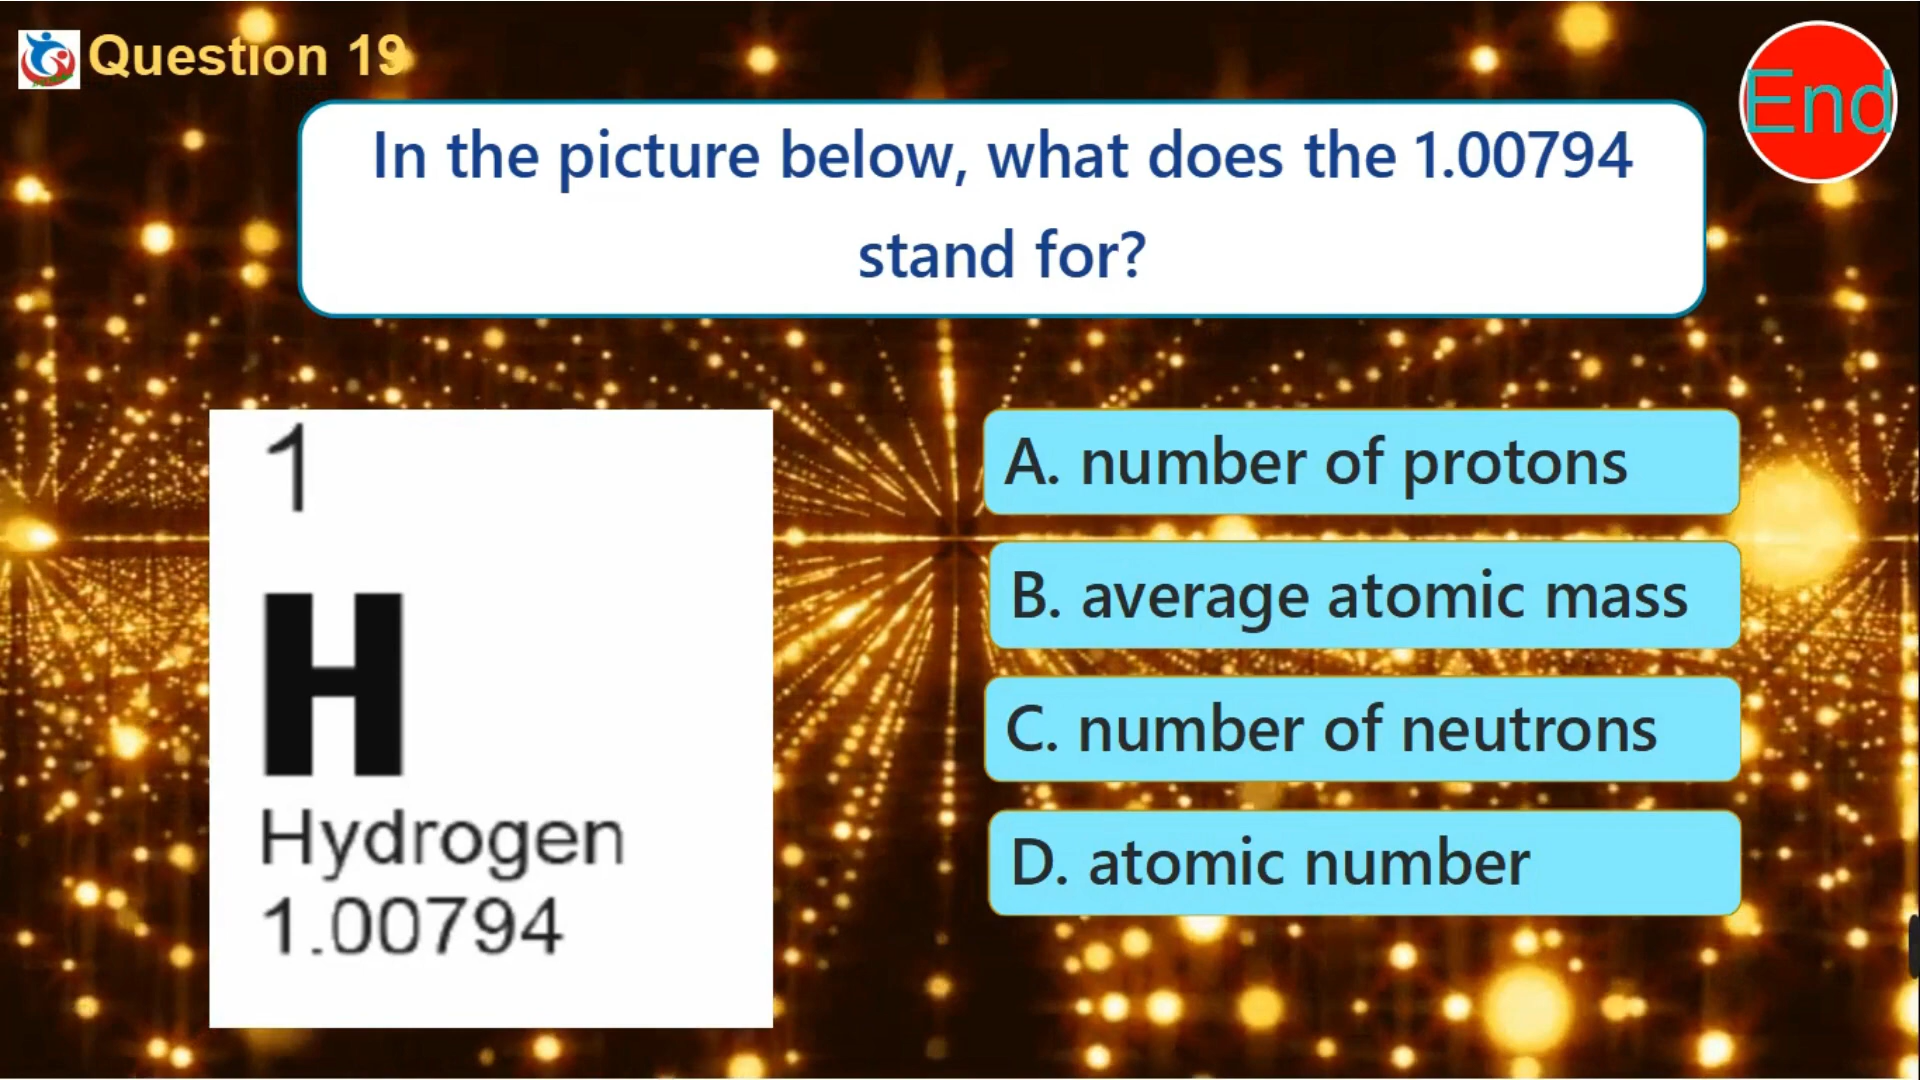 Question 19
End
In the picture below, what does the 1.00794
stand for?
1
H
Hydrogen
1.00794
A. number of protons
B. average atomic mass
C. number of neutrons
D. atomic number